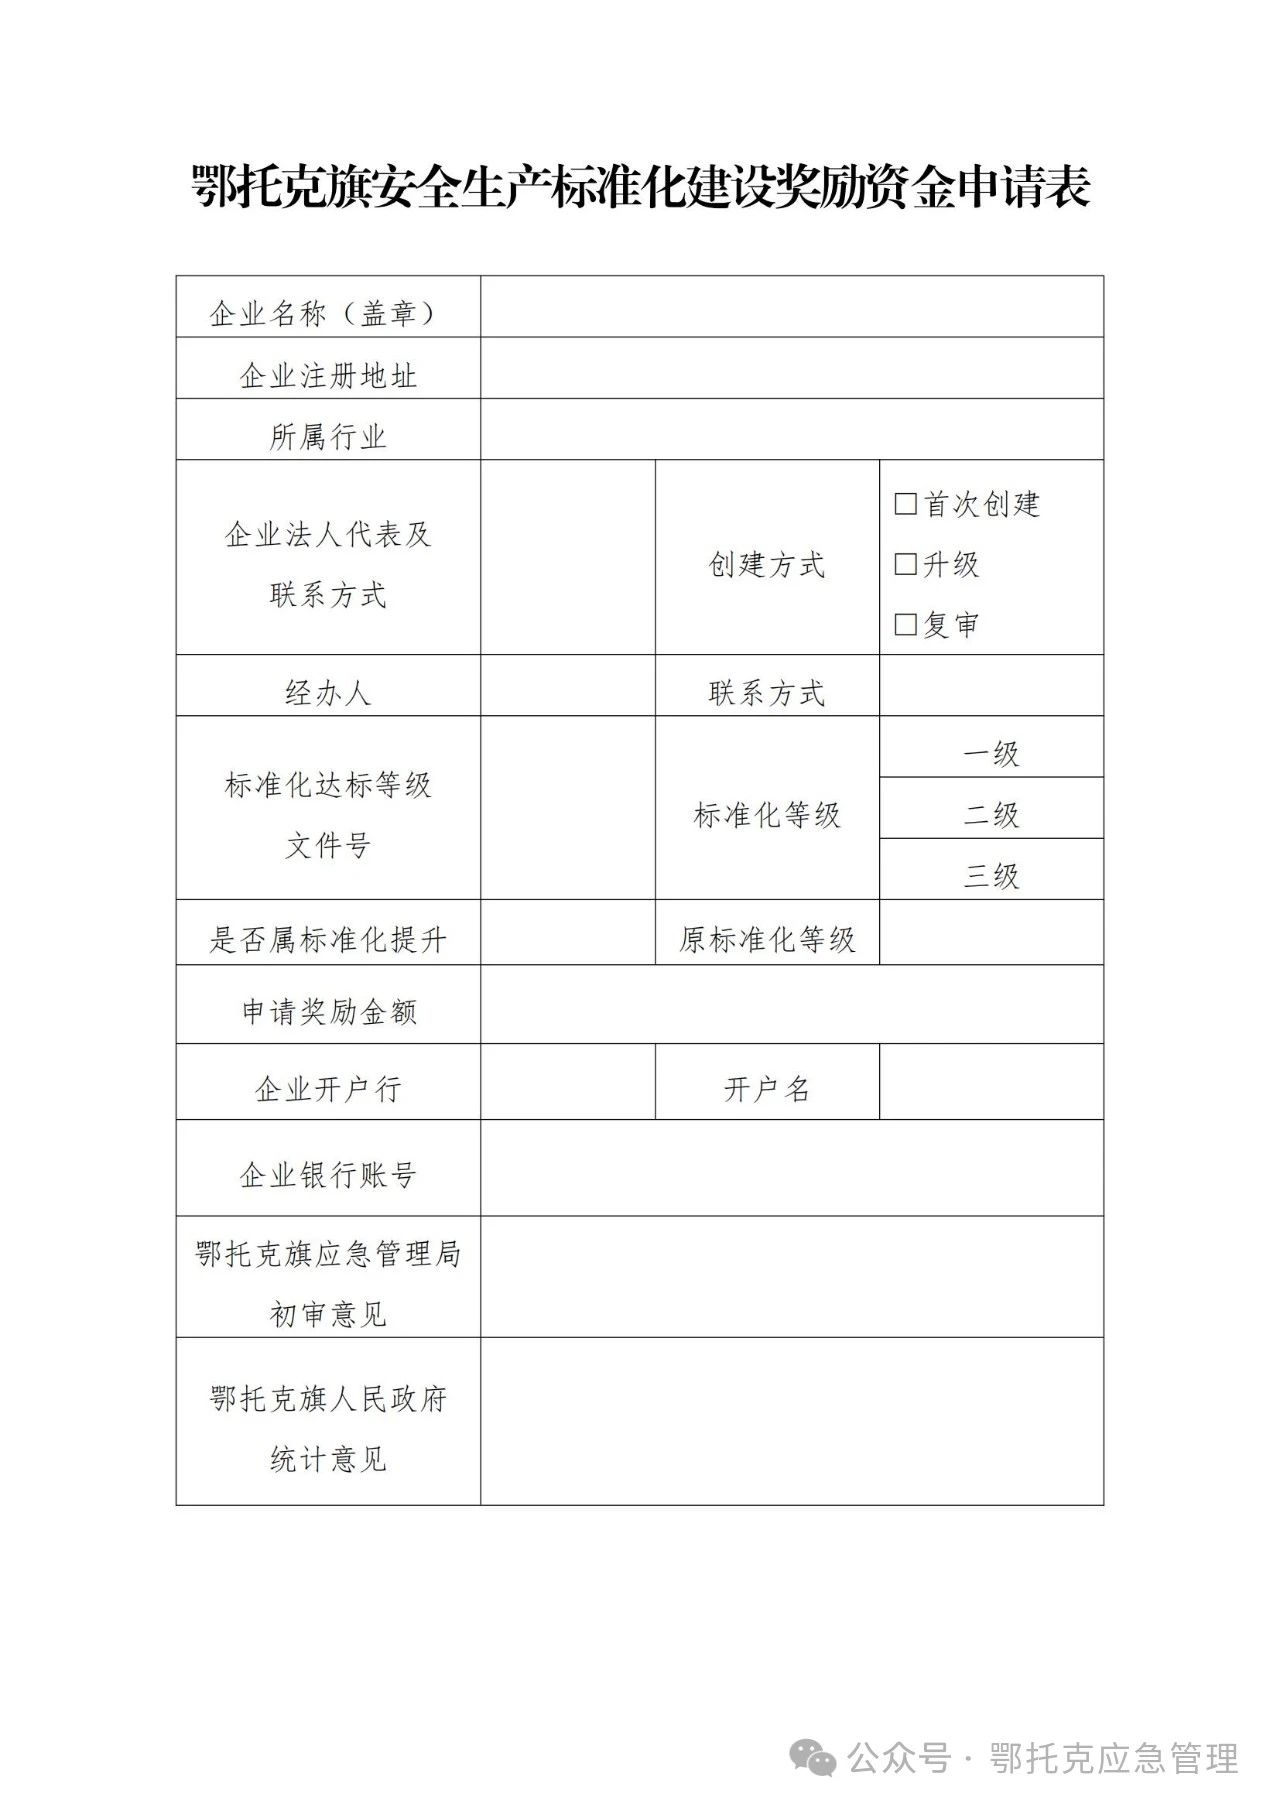 鄂托克旗安全生产标准化建设奖励资金申请表
企业名称（盖章）
企业注册地址
所属行业
企业法人代表及
联系方式
创建方式
□首次创建
□升级
□复审
经办人
联系方式
标准化达标等级
文件号
标准化等级
一级
二级
三级
是否属标准化提升
原标准化等级
申请奖励金额
企业开户行
开户名
企业银行账号
鄂托克旗应急管理局
初审意见
鄂托克旗人民政府
统计意见
公众号·鄂托克应急管理